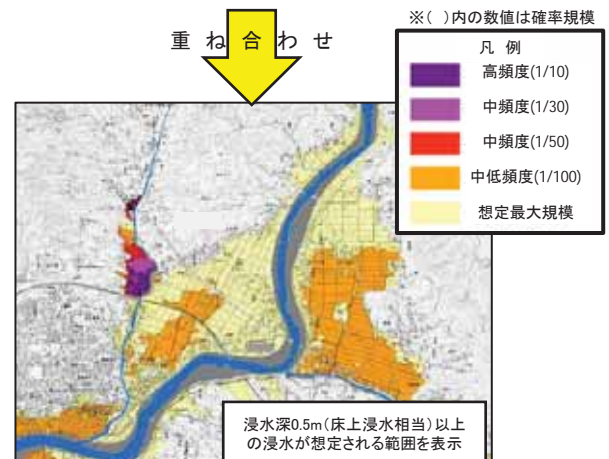 ※( )内の数値は確率規模
重ね合わせ
凡 例
高頻度(1/10)
中頻度(1/30)
中頻度(1/50)
中低頻度(1/100)
想定最大規模
浸水深0.5m(床上浸水相当)以上
の浸水が想定される範囲を表示